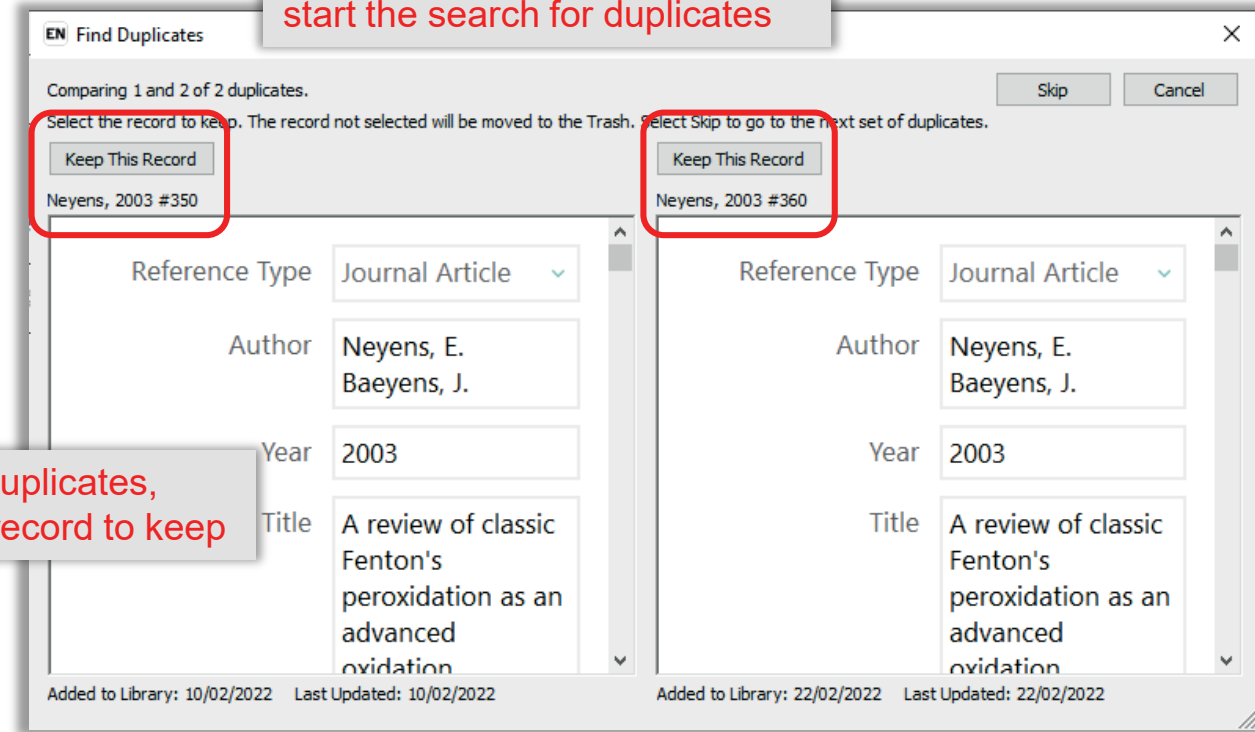 start the search for duplicates
EN Find Duplicates
Comparing 1 and 2 of 2 duplicates.
Skip
Cancel
Select the record to keep. The record not selected will be moved to the Trash. Select Skip to go to the next set of duplicates.
Keep This Record
Keep This Record
Neyens, 2003 #350
Neyens, 2003 #360
Reference Type
Journal Article
Author
Neyens, E.
Baeyens, J.
Year
2003
Title
A review of classic
Fenton's
peroxidation as an
advanced
oxidation
Reference Type
Journal Article
Author
Neyens, E.
Baeyens, J.
Year
2003
Title
A review of classic
Fenton's
peroxidation as an
advanced
oxidation
uplicates,
record to keep
Added to Library: 10/02/2022 Last Updated: 10/02/2022
Added to Library: 22/02/2022 Last Updated: 22/02/2022